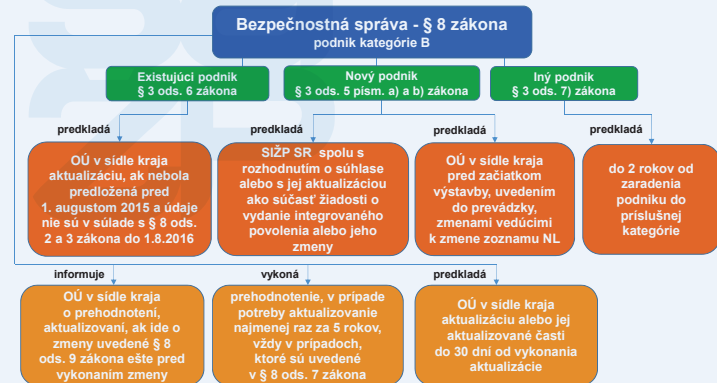 Bezpečnostná správa - § 8 zákona
podnik kategórie B
Existujúci podnik
§ 3 ods. 6 zákona
Nový podnik
§ 3 ods. 5 písm. a) a b) zákona
Iný podnik
§ 3 ods. 7) zákona
predkladá
predkladá
predkladá
predkladá
OÚ v sídle kraja
aktualizáciu, ak nebola
predložená pred
1. augustom 2015 a údaje
nie sú v súlade s § 8 ods.
2 a 3 zákona do 1.8.2016
SIŽP SR spolu s
rozhodnutím o súhlase
alebo s jej aktualizáciou
ako súčasť žiadosti o
vydanie integrovaného
povolenia alebo jeho
zmeny
OÚ v sídle kraja
pred začiatkom
výstavby, uvedením
do prevádzky,
zmenami vedúcimi
k zmene zoznamu NL
do 2 rokov od
zaradenia
podniku do
príslušnej
kategórie
informuje
vykoná
predkladá
OÚ v sídle kraja
o prehodnotení,
aktualizovaní, ak ide o
zmeny uvedené § 8
ods. 9 zákona ešte pred
vykonaním zmeny
prehodnotenie, v prípade
potreby aktualizovanie
najmenej raz za 5 rokov,
vždy v prípadoch,
ktoré sú uvedené
v § 8 ods. 7 zákona
OÚ v sídle kraja
aktualizáciu alebo jej
aktualizované časti
do 30 dní od vykonania
aktualizácie